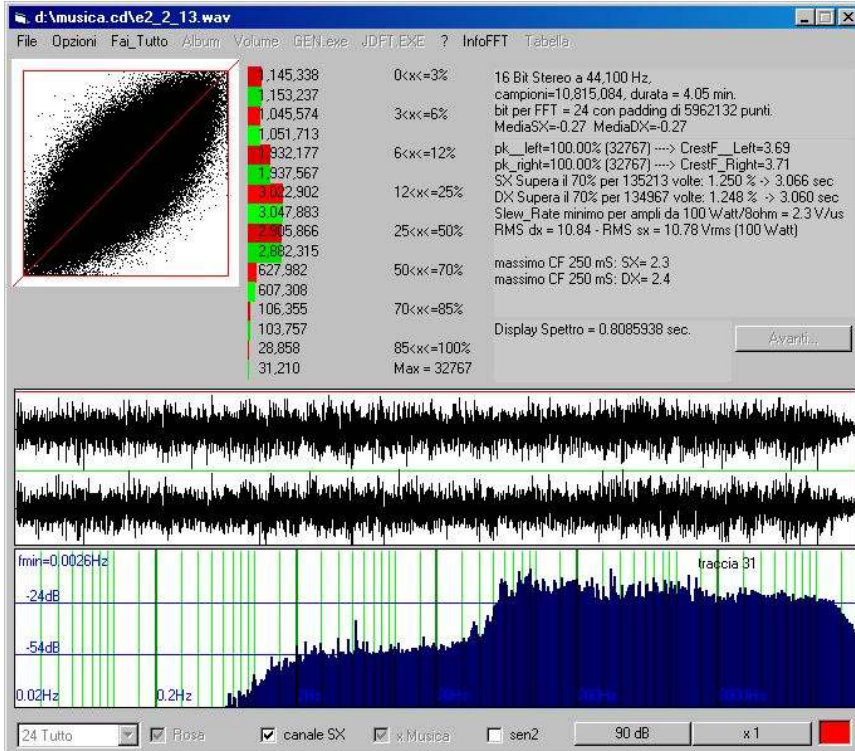 d:\musica.cd\e2_2_13.wav
File Opzioni Fai_Tutto Album Volume GEN.exe JDFT.EXE ? InfoFFT Tabella
1,145,338 0<x<=3%
1,153,237
1,045,574 3<x<=6%
1,051,713
1,932,177 6<x<=12%
1,937,567
3,022,902 12<x<=25%
3,047,883
2,905,866 25<x<=50%
2,882,315
627,982 50<x<=70%
607,308
106,355 70<x<=85%
103,757
28,858 85<x<=100%
31,210 Max = 32767
16 Bit Stereo a 44,100 Hz,
campioni=10,815,084, durata = 4.05 min.
bit per FFT = 24 con padding di 5962132 punti.
MediaSX=-0.27 MediaDX=-0.27
pk__left=100.00% [32767] ----> CrestF__Left=3.69
pk_right=100.00% [32767] ----> CrestF_Right=3.71
SX Supera il 70% per 135213 volte: 1.250 % -> 3.066 sec
DX Supera il 70% per 134967 volte: 1.248 % -> 3.060 sec
Slew_Rate minimo per ampli da 100 Watt/8ohm = 2.3 V/us
RMS dx = 10.84 - RMS sx = 10.78 Vrms (100 Watt)
massimo CF 250 mS: SX= 2.3
massimo CF 250 mS: DX= 2.4
Display Spettro = 0.8085938 sec.
Avanti...
fmin=0.0026Hz
traccia 31
-24dB
-54dB
0.02Hz 0.2Hz 2Hz 20Hz 200Hz 2000Hz
24 Tutto Rosa canale SX x Musica sen2 90 dB x 1